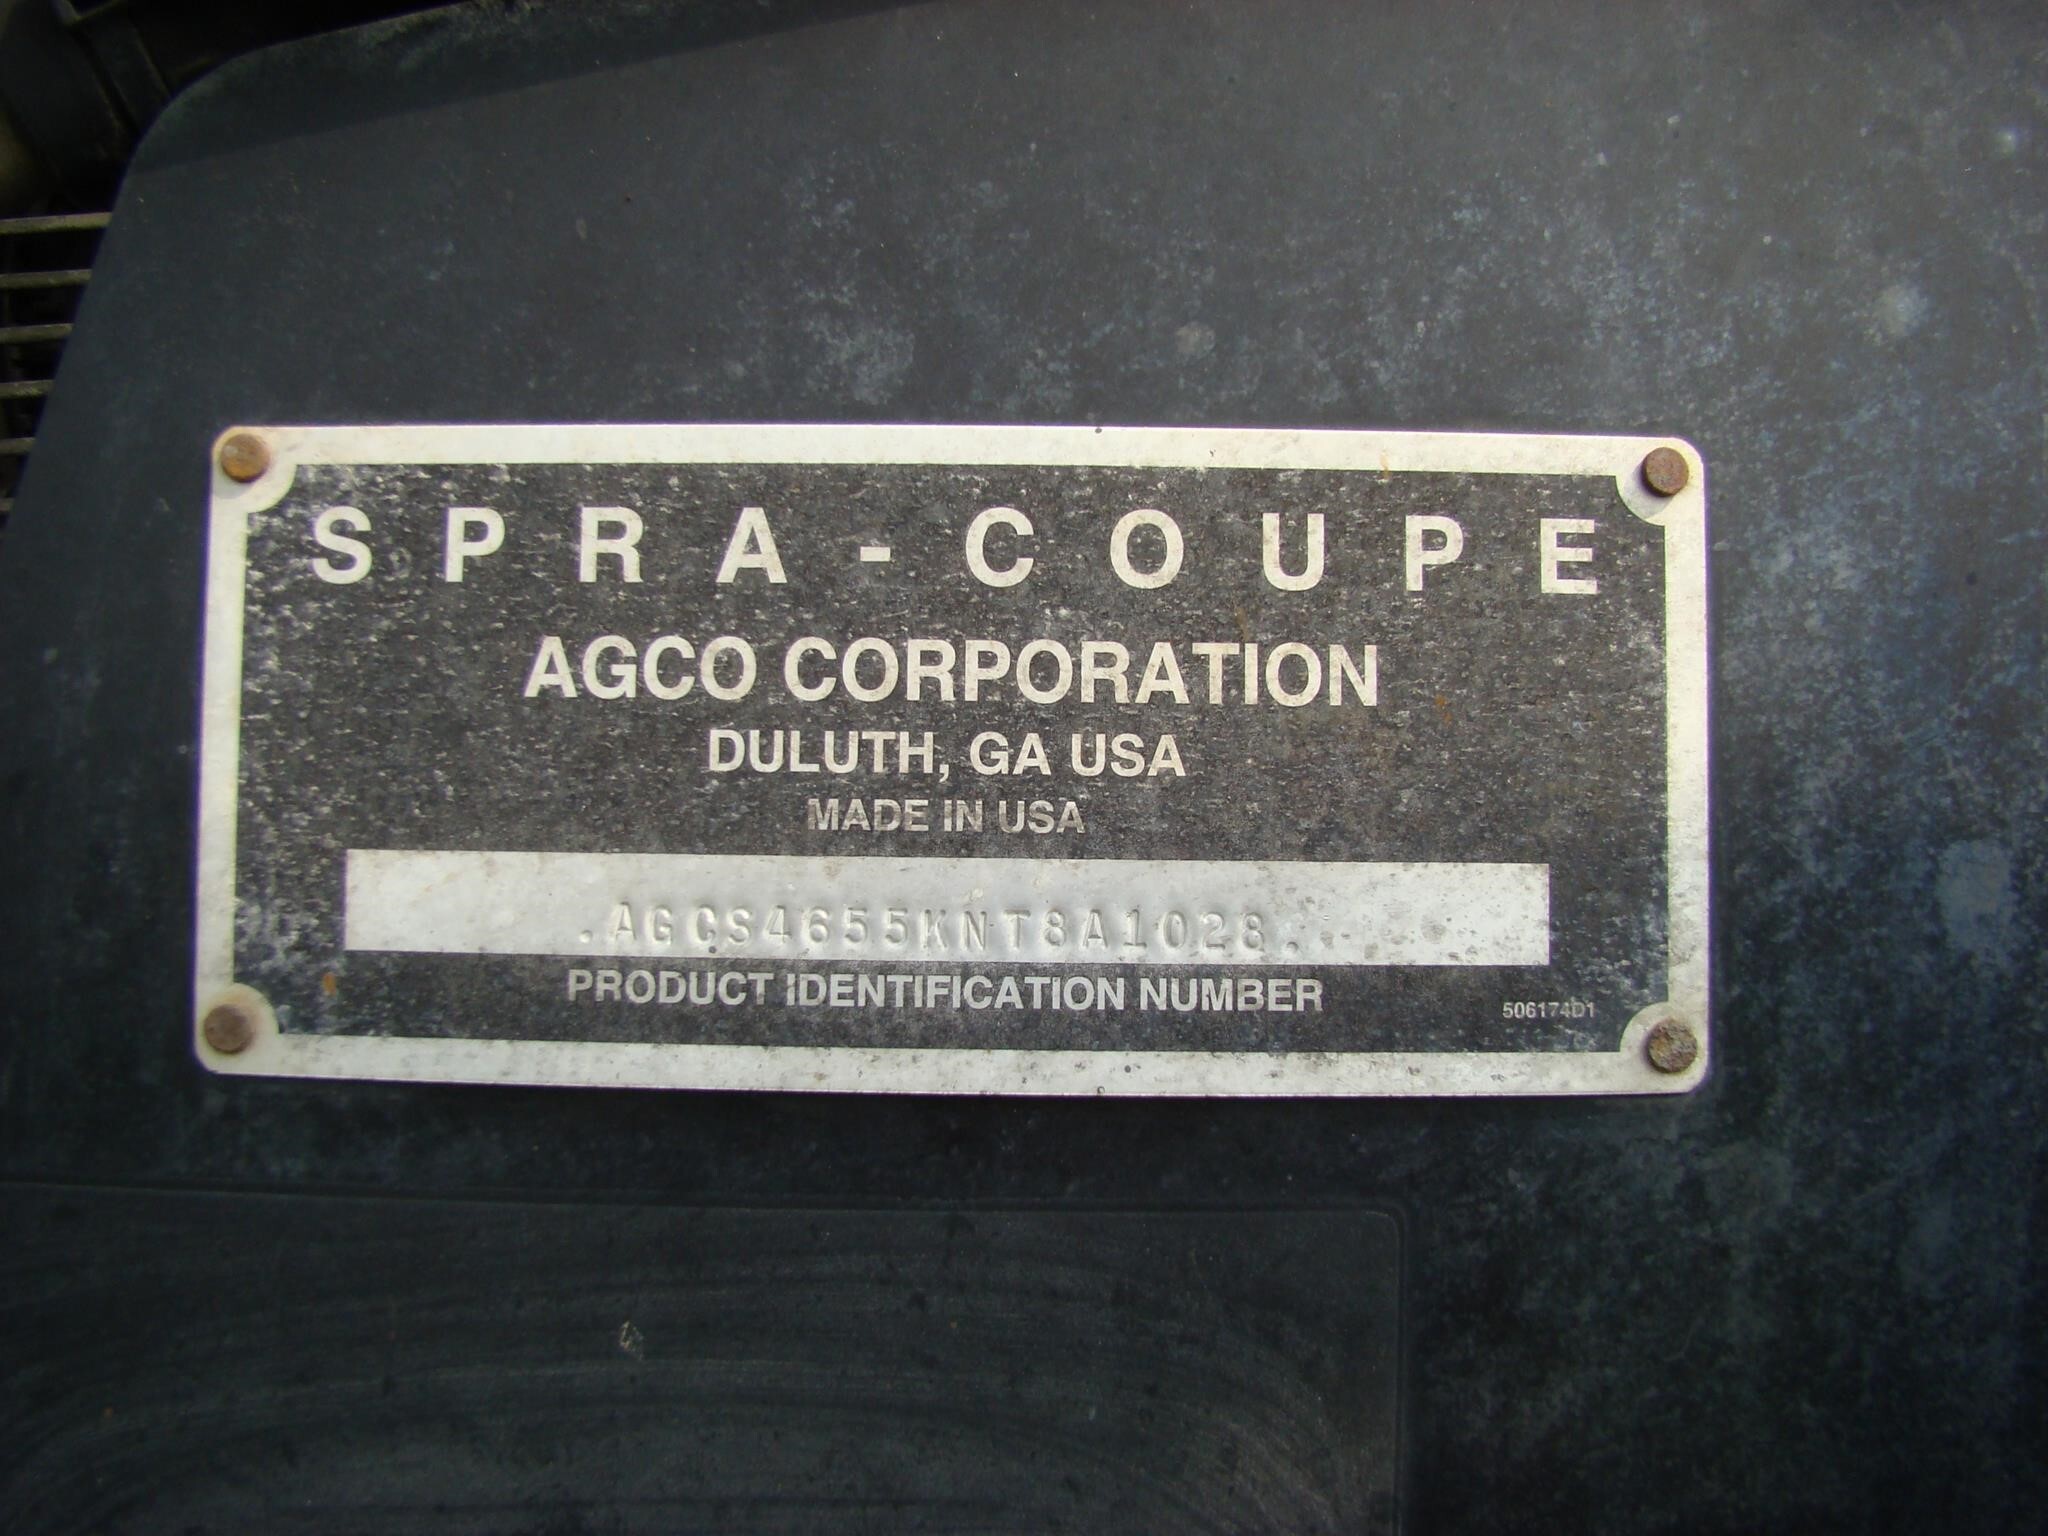 SPRA-COUPE
AGCO CORPORATION
DULUTH, GA USA
MADE IN USA
.AGCS4655KNT8A1028.
PRODUCT IDENTIFICATION NUMBER
506174D1